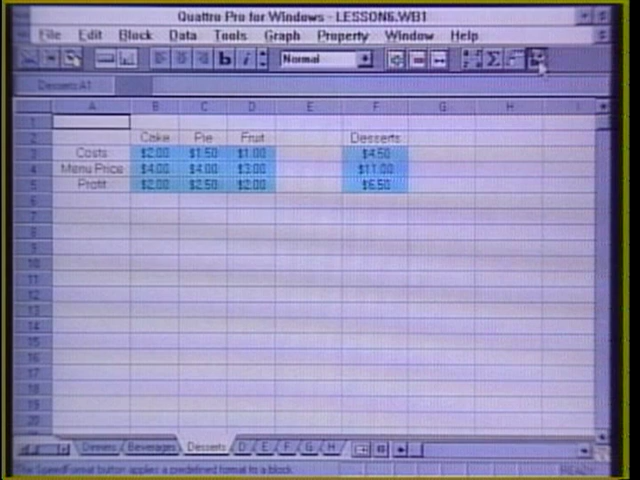 Quattro Pro for Windows - LESSON6.WB1
File Edit Block Data Tools Graph Property Window Help
b i Normal Σ
Desserts:A1
A B C D E F G H I
1
2 Cake Pie Fruit Desserts
3 Costs $2.00 $1.50 $1.00 $4.50
4 Menu Price $4.00 $4.00 $3.00 $11.00
5 Profit $2.00 $2.50 $2.00 $6.50
6
7
8
9
10
11
12
13
14
15
16
17
18
19
20
Dinners Beverages Desserts D E F G H
The SpeedFormat button applies a predefined format to a block. READY